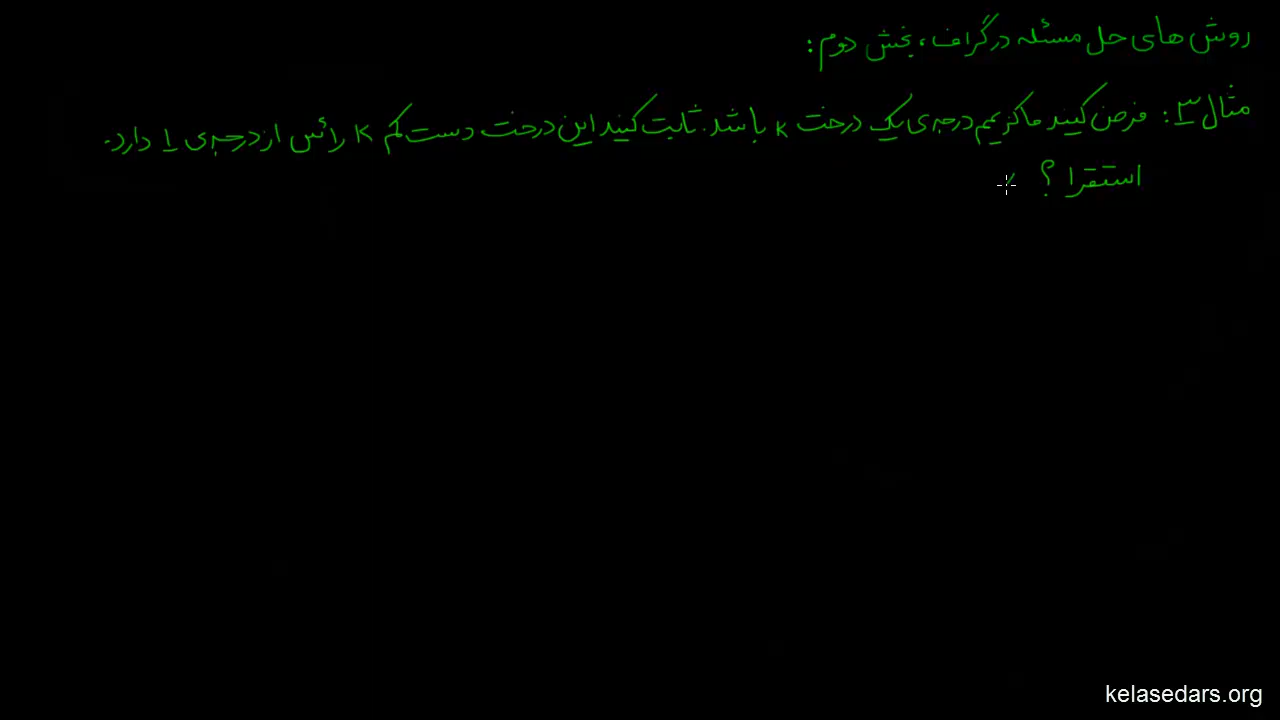 روش های حل مسئله در گراف، بخش دوم:
مثال ۳: فرض کنید ماکزیمم درجه ی یک درخت k باشد. ثابت کنید این درخت دست کم k رأس از درجه ی 1 دارد.
استقرا ؟
kelasedars.org